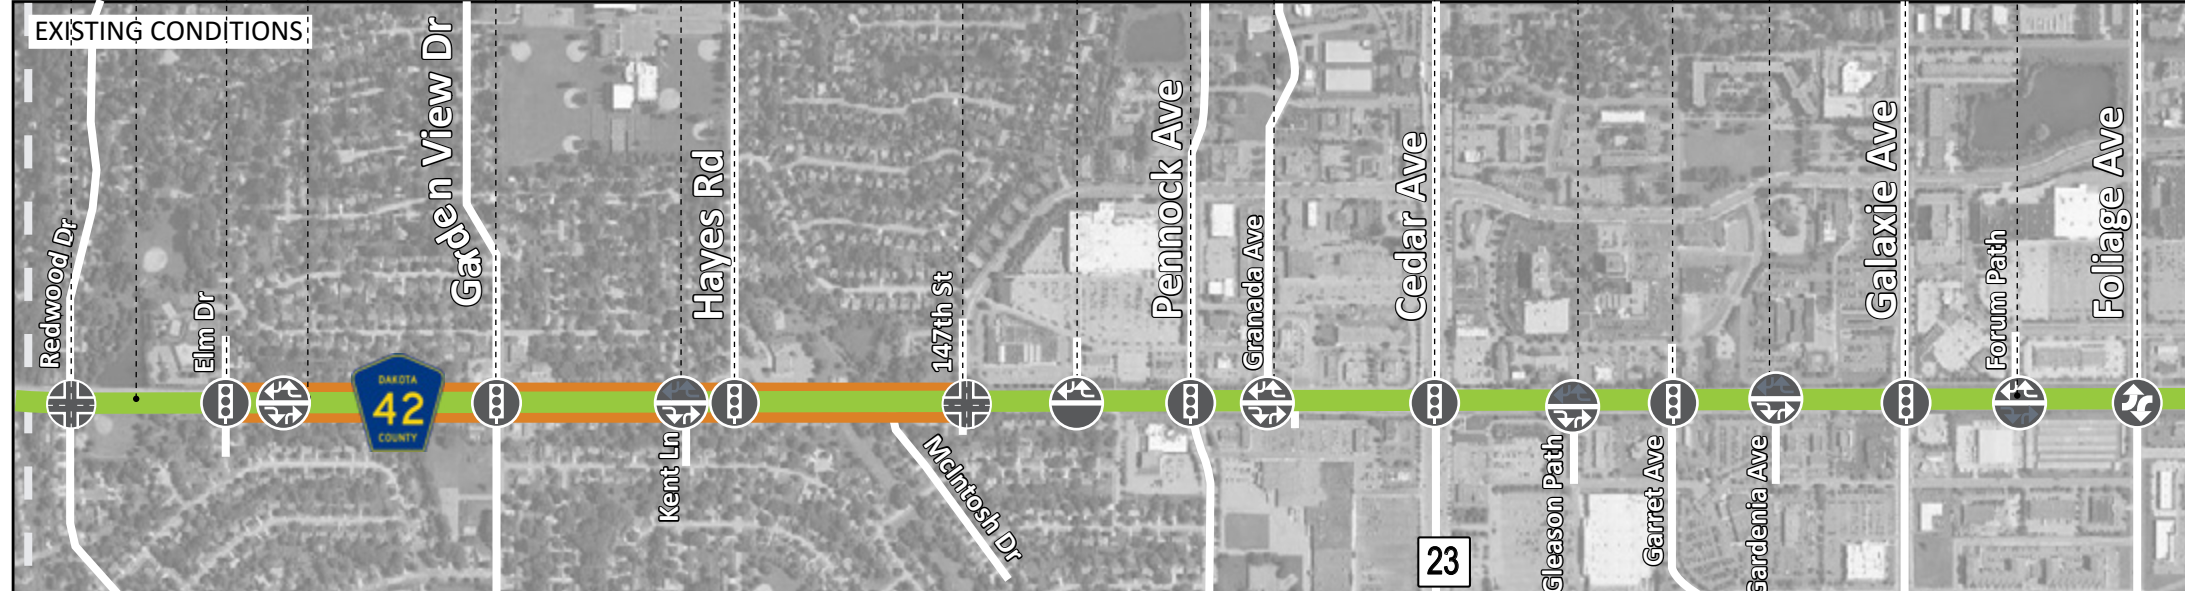 EXISTING CONDITIONS
Redwood Dr
Elm Dr
DAKOTA
42
COUNTY
Garden View Dr
Kent Ln
Hayes Rd
147th St
McIntosh Dr
Pennock Ave
Granada Ave
Cedar Ave
23
Gleason Path
Garret Ave
Gardenia Ave
Galaxie Ave
Forum Path
Foliage Ave